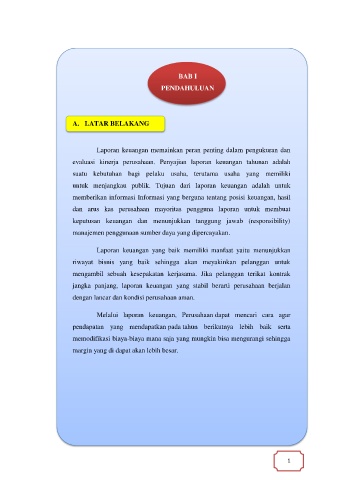 BAB I
PENDAHULUAN
A. LATAR BELAKANG
Laporan keuangan memainkan peran penting dalam pengukuran dan
evaluasi kinerja perusahaan. Penyajian laporan keuangan tahunan adalah
suatu kebutuhan bagi pelaku usaha, terutama usaha yang memiliki
untuk menjangkau publik. Tujuan dari laporan keuangan adalah untuk
memberikan informasi Informasi yang berguna tentang posisi keuangan, hasil
dan arus kas perusahaan mayoritas pengguna laporan untuk membuat
keputusan keuangan dan menunjukkan tanggung jawab (responsibility)
manajemen penggunaan sumber daya yang dipercayakan.
Laporan keuangan yang baik memiliki manfaat yaitu menunjukkan
riwayat bisnis yang baik sehingga akan meyakinkan pelanggan untuk
mengambil sebuah kesepakatan kerjasama. Jika pelanggan terikat kontrak
jangka panjang, laporan keuangan yang stabil berarti perusahaan berjalan
dengan lancar dan kondisi perusahaan aman.
Melalui laporan keuangan, Perusahaan dapat mencari cara agar
pendapatan yang mendapatkan pada tahun berikutnya lebih baik serta
memodifikasi biaya-biaya mana saja yang mungkin bisa mengurangi sehingga
margin yang di dapat akan lebih besar.
1